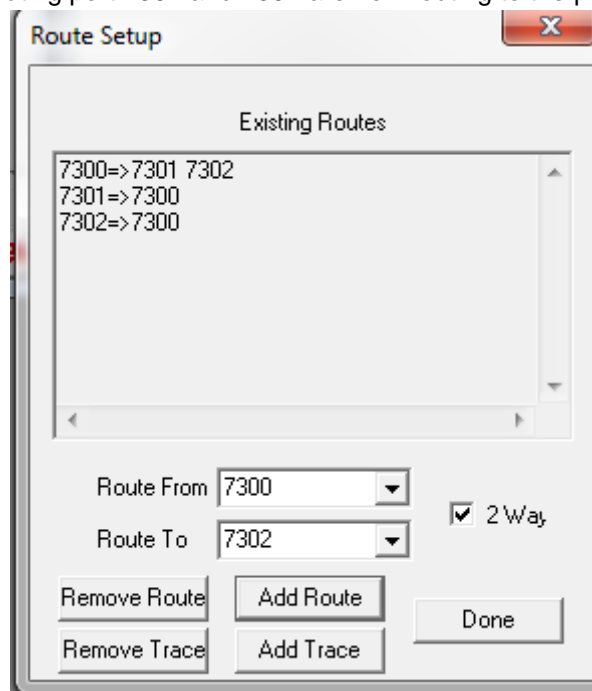 Route Setup
Existing Routes
7300=>7301 7302
7301=>7300
7302=>7300
Route From 7300
2 Way
Route To 7302
Remove Route Add Route
Done
Remove Trace Add Trace